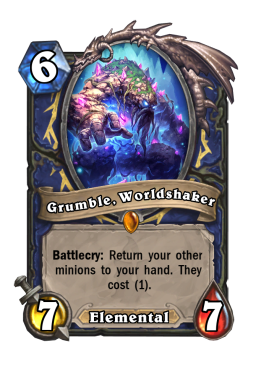 6
Grumble, Worldshaker
Battlecry: Return your other
minions to your hand. They
cost (1).
7
Elemental
7